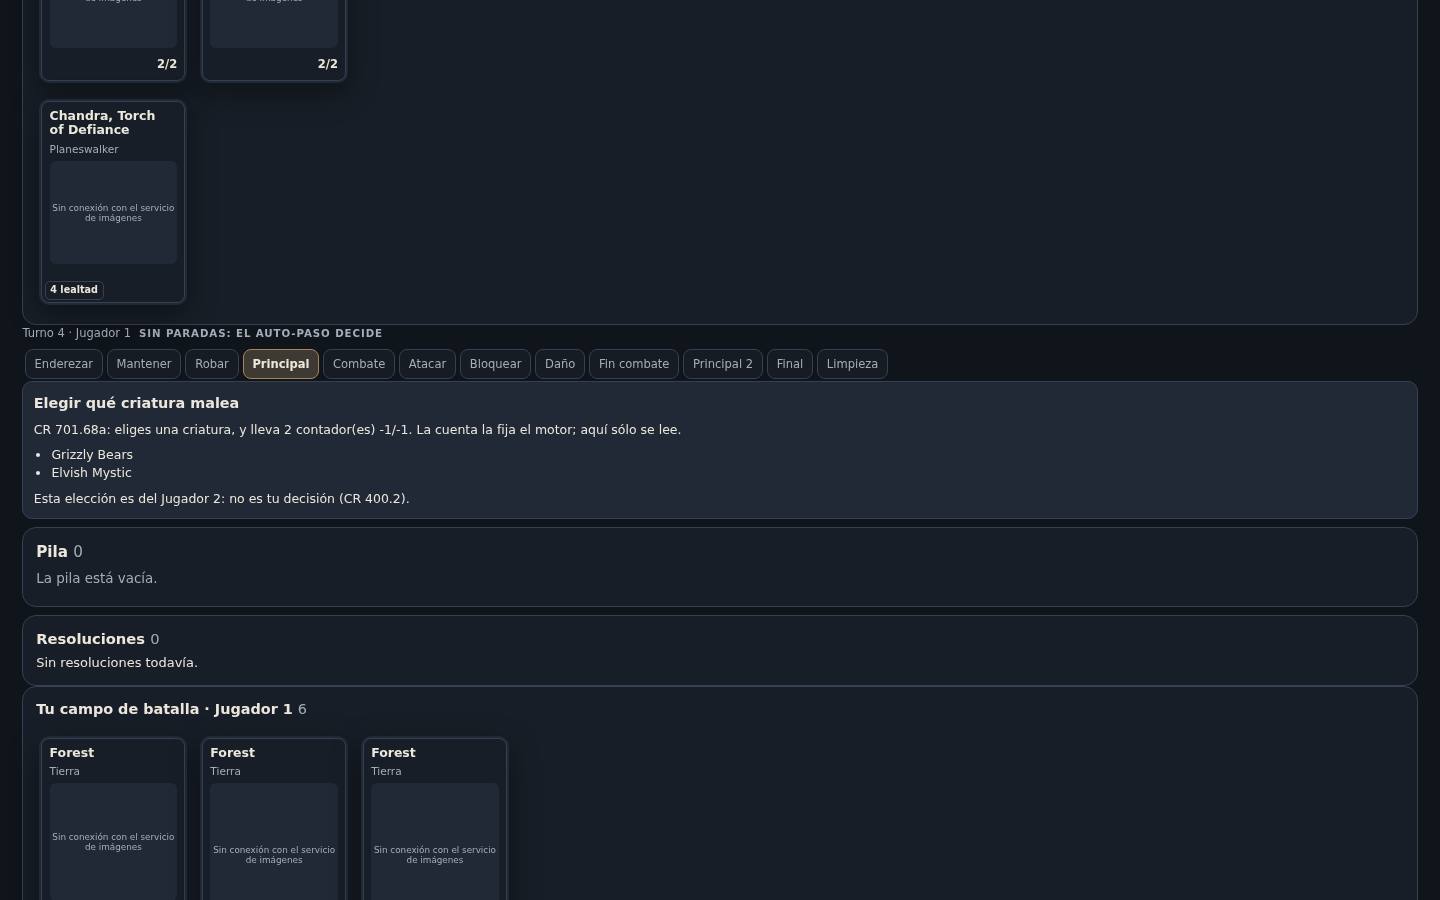 2/2
2/2
Chandra, Torch
of Defiance
Planeswalker
Sin conexión con el servicio
de imágenes
4 lealtad
Turno 4 · Jugador 1 SIN PARADAS: EL AUTO-PASO DECIDE
Enderezar Mantener Robar Principal Combate Atacar Bloquear Daño Fin combate Principal 2 Final Limpieza
Elegir qué criatura malea
CR 701.68a: eliges una criatura, y lleva 2 contador(es) -1/-1. La cuenta la fija el motor; aquí sólo se lee.
• Grizzly Bears
• Elvish Mystic
Esta elección es del Jugador 2: no es tu decisión (CR 400.2).
Pila 0
La pila está vacía.
Resoluciones 0
Sin resoluciones todavía.
Tu campo de batalla · Jugador 1 6
Forest
Tierra
Sin conexión con el servicio
de imágenes
Forest
Tierra
Sin conexión con el servicio
de imágenes
Forest
Tierra
Sin conexión con el servicio
de imágenes